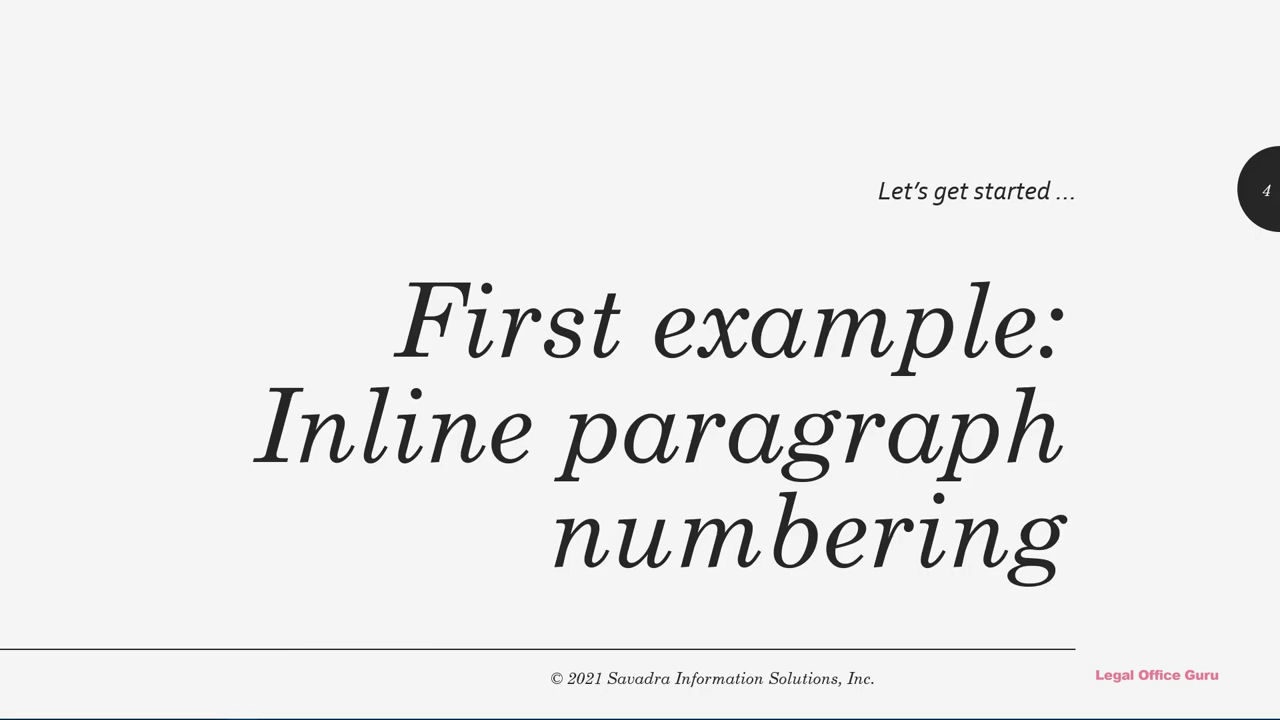 Let’s get started …
4
First example:
Inline paragraph
numbering
© 2021 Savadra Information Solutions, Inc.
Legal Office Guru